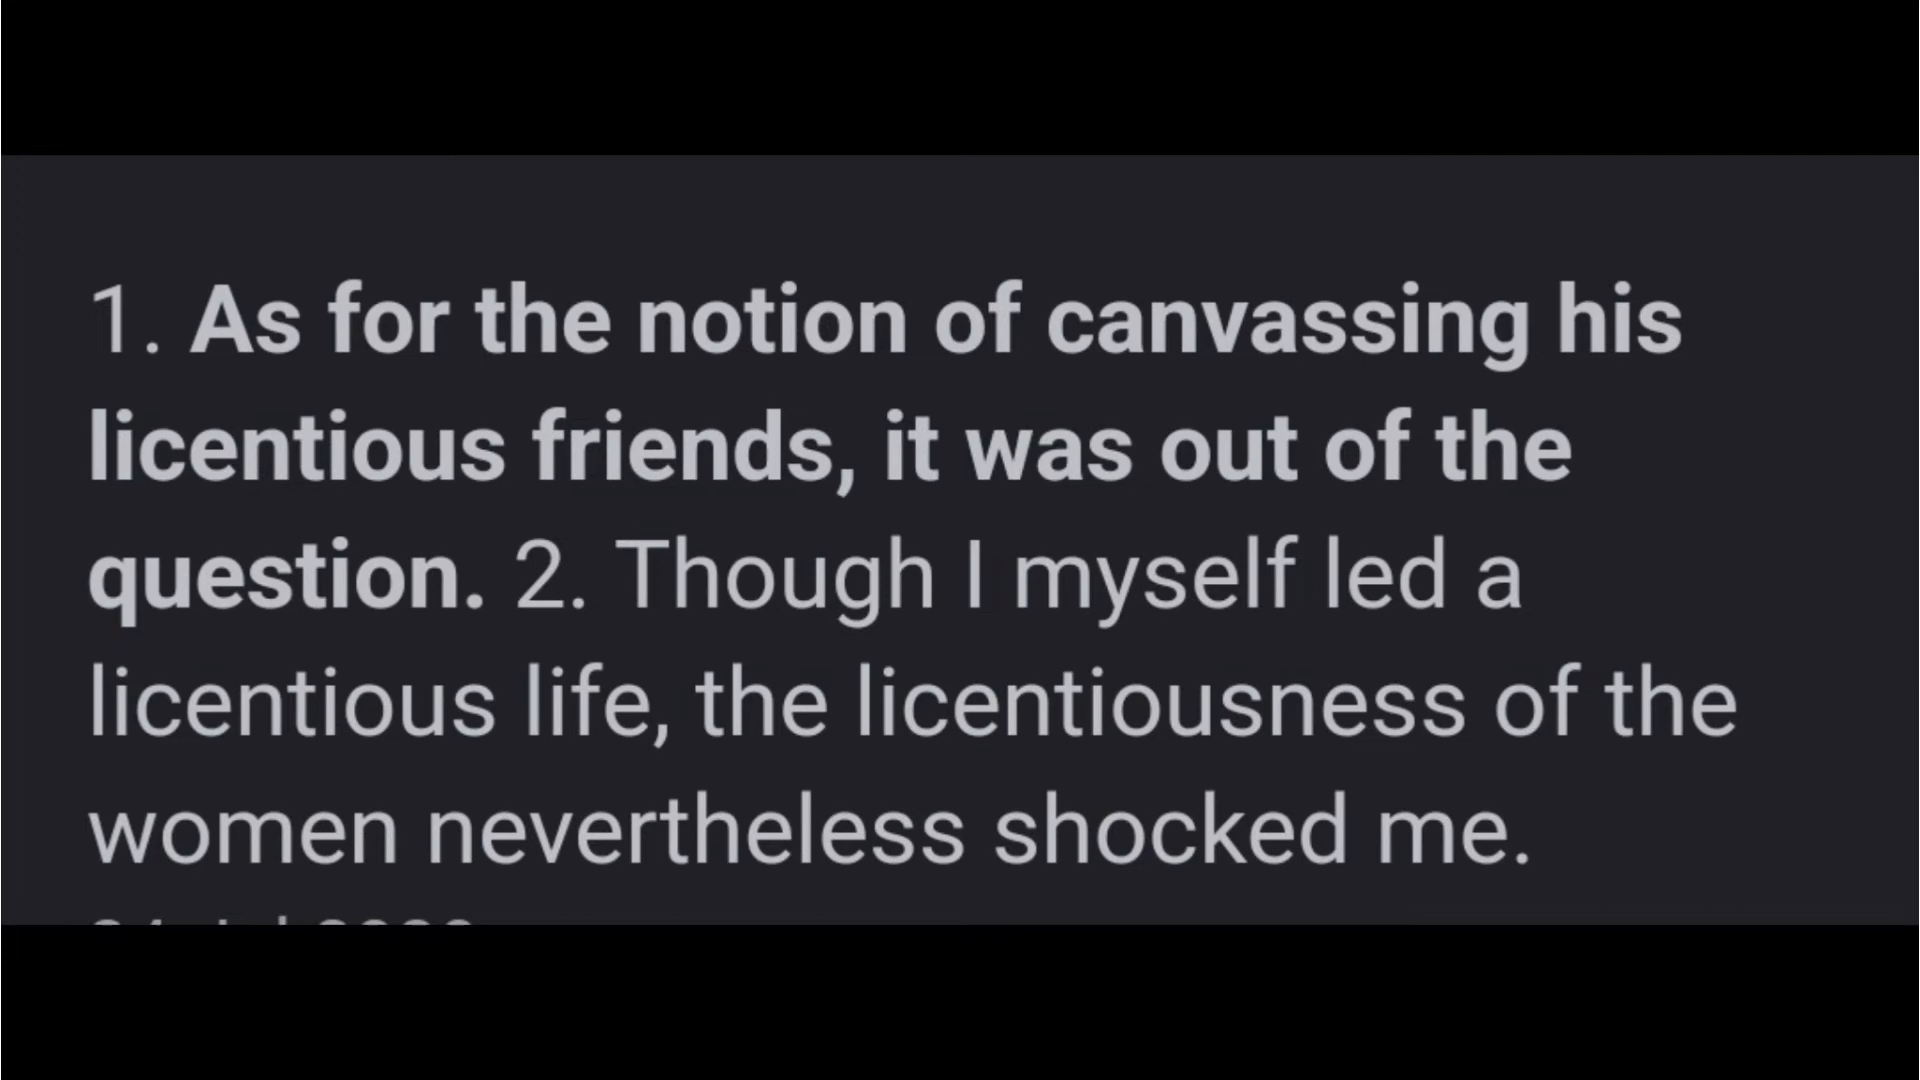 1. As for the notion of canvassing his
licentious friends, it was out of the
question. 2. Though I myself led a
licentious life, the licentiousness of the
women nevertheless shocked me.